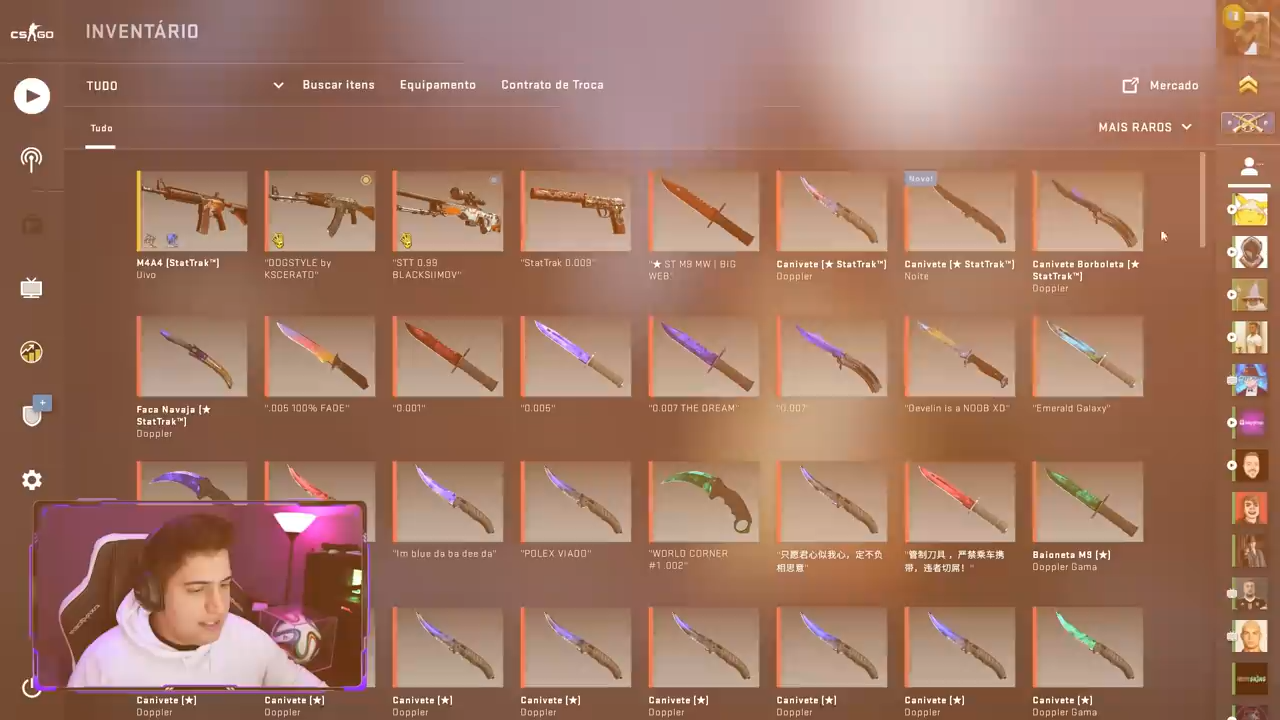 CS GO
INVENTÁRIO
TUDO
Buscar itens
Equipamento
Contrato de Troca
Mercado
Tudo
MAIS RAROS
Nova!
M4A4 (StatTrak™)
Uivo
"DOGSTYLE by
KSCERATO"
"STT 0.99
BLACKSIIMOV"
"StatTrak 0.009"
"★ ST M9 MW | BIG
WEB"
Canivete (★ StatTrak™)
Doppler
Canivete (★ StatTrak™)
Noite
Canivete Borboleta (★
StatTrak™)
Doppler
Faca Navaja (★
StatTrak™)
Doppler
".005 100% FADE"
"0.001"
"0.005"
"0.007 THE DREAM"
"0.007"
"Develin is a NOOB XD"
"Emerald Galaxy"
"Im blue da ba dee da"
"POLEX VIADO"
"WORLD CORNER
#1 .002"
"只愿君心似我心，定不负
相思意"
"管制刀具，严禁乘车携
带，违者切屌！"
Baioneta M9 (★)
Doppler Gama
Canivete (★)
Doppler
Canivete (★)
Doppler
Canivete (★)
Doppler
Canivete (★)
Doppler
Canivete (★)
Doppler
Canivete (★)
Doppler
Canivete (★)
Doppler
Canivete (★)
Doppler Gama